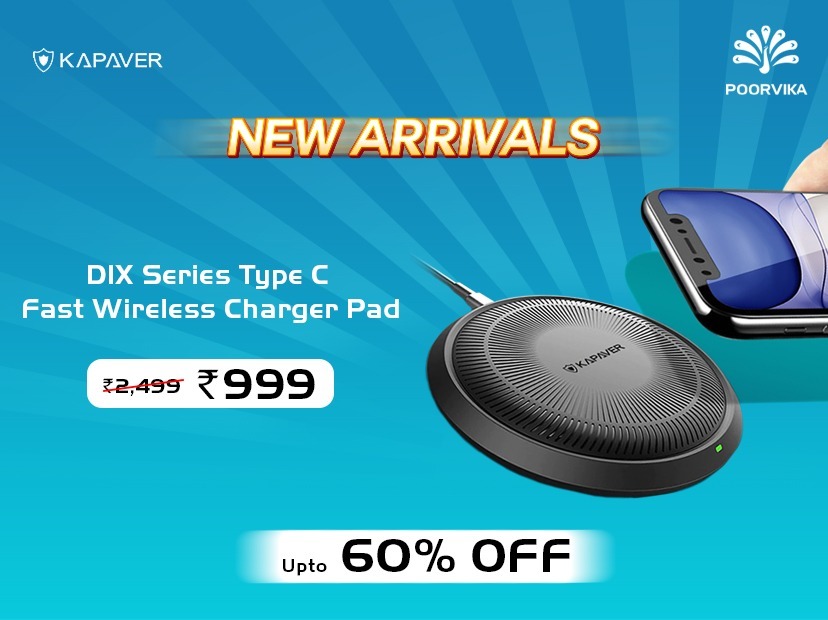 KAPAVER
POORVIKA
NEW ARRIVALS
DIX Series Type C
Fast Wireless Charger Pad
₹2,499 ₹999
KAPAVER
Upto 60% OFF